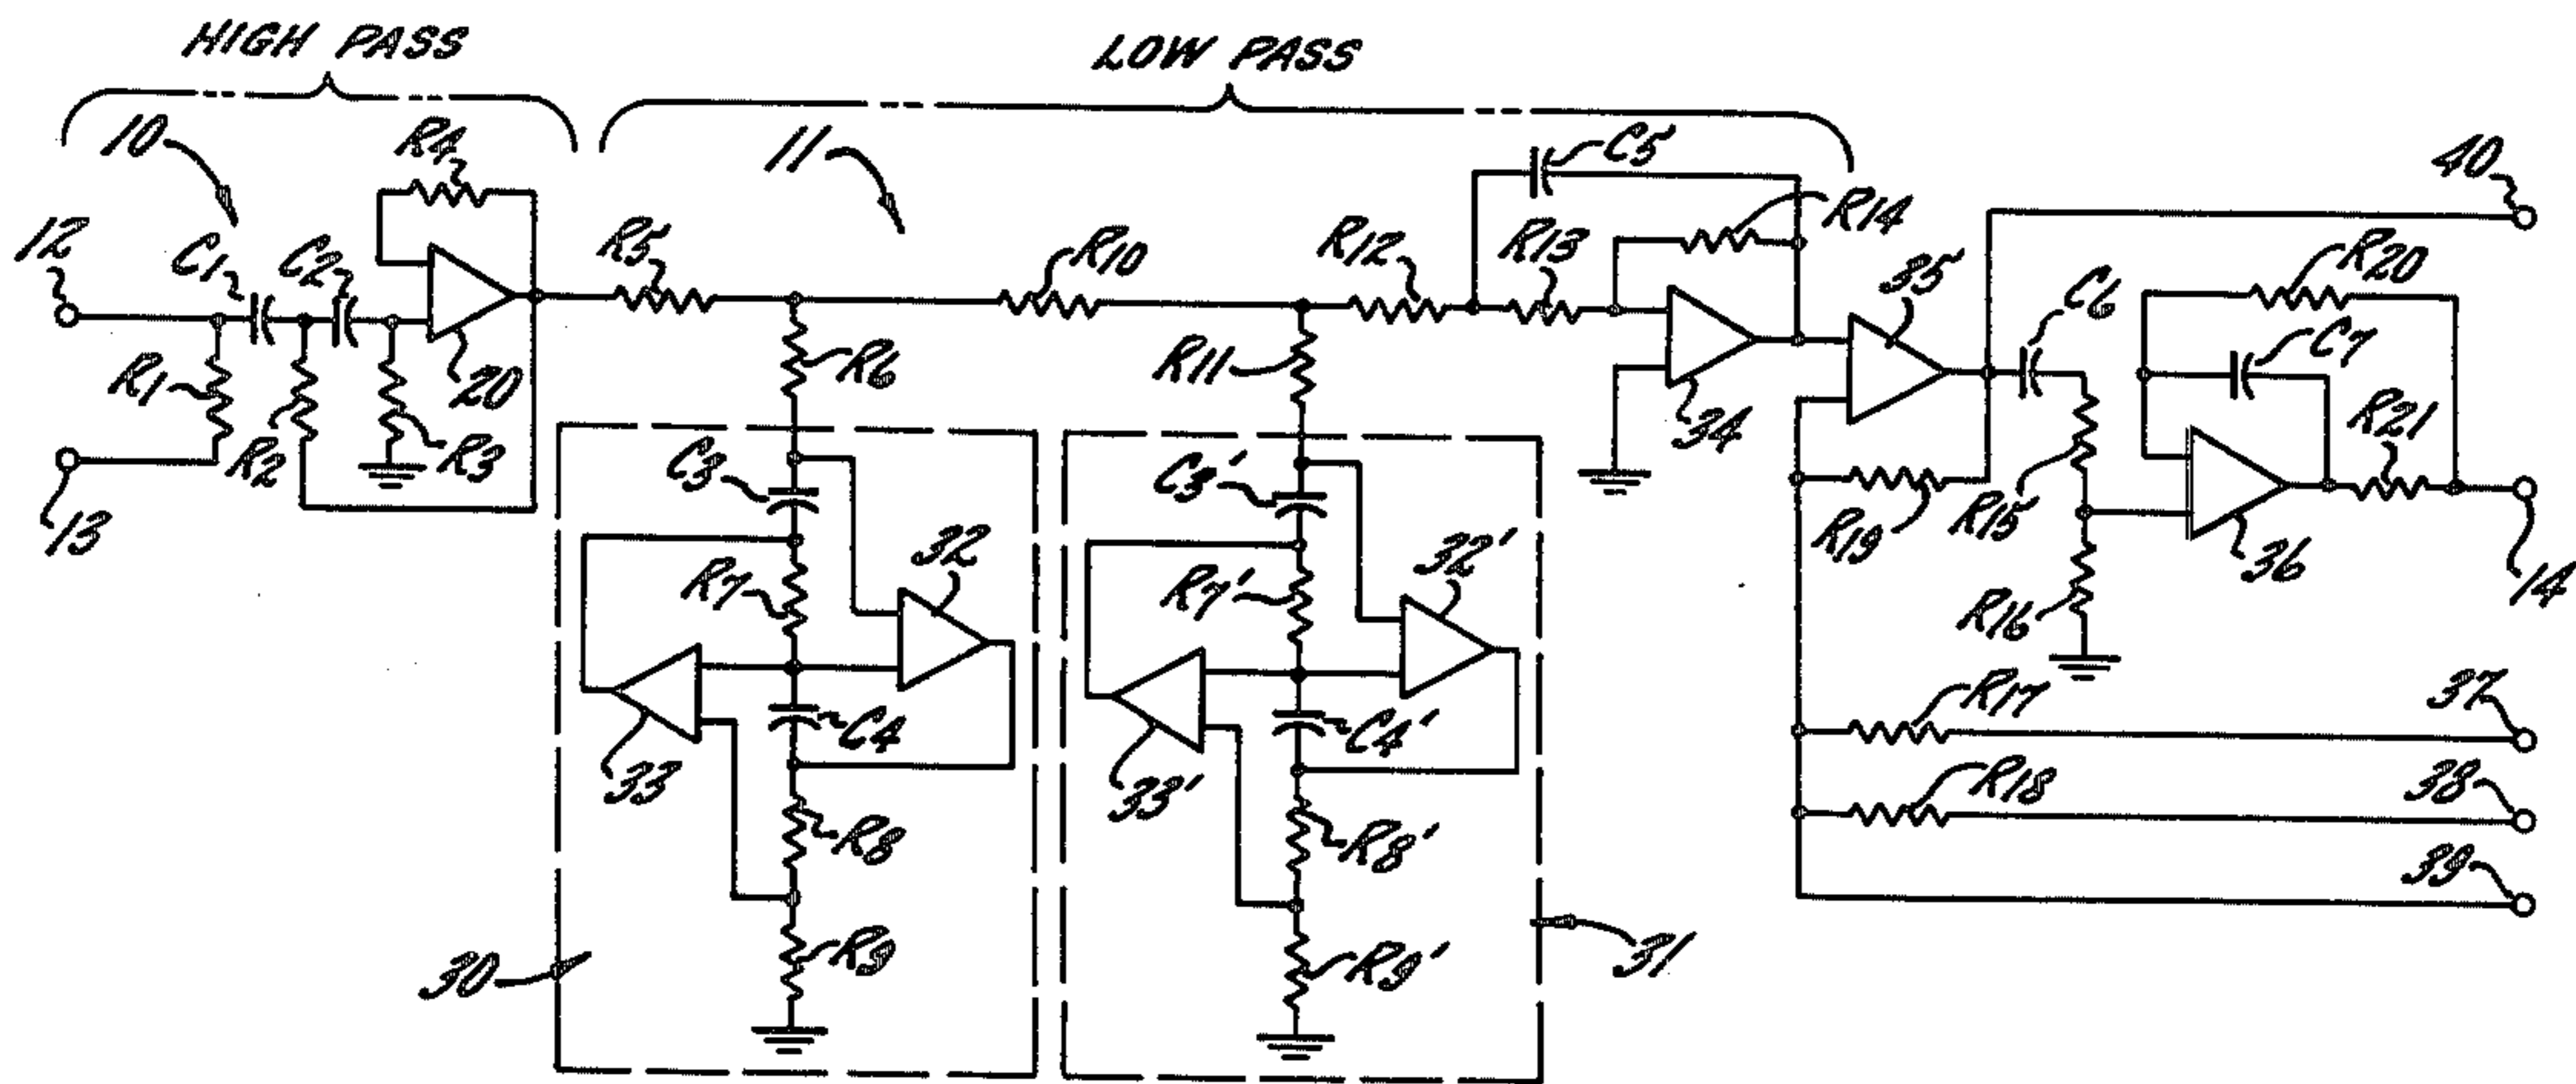 HIGH PASS
LOW PASS
10
R4
11
C5
40
12
C1
C2
R5
R10
R12
R13
R14
35
R20
C6
C7
R1
R2
R3
20
R6
R11
34
R19
R15
R21
36
14
C3
C3'
R7
32
R7'
32'
R16
33
C4
33'
C4'
R17
37
R18
38
R8
R8'
39
30
R9
R9'
31
13